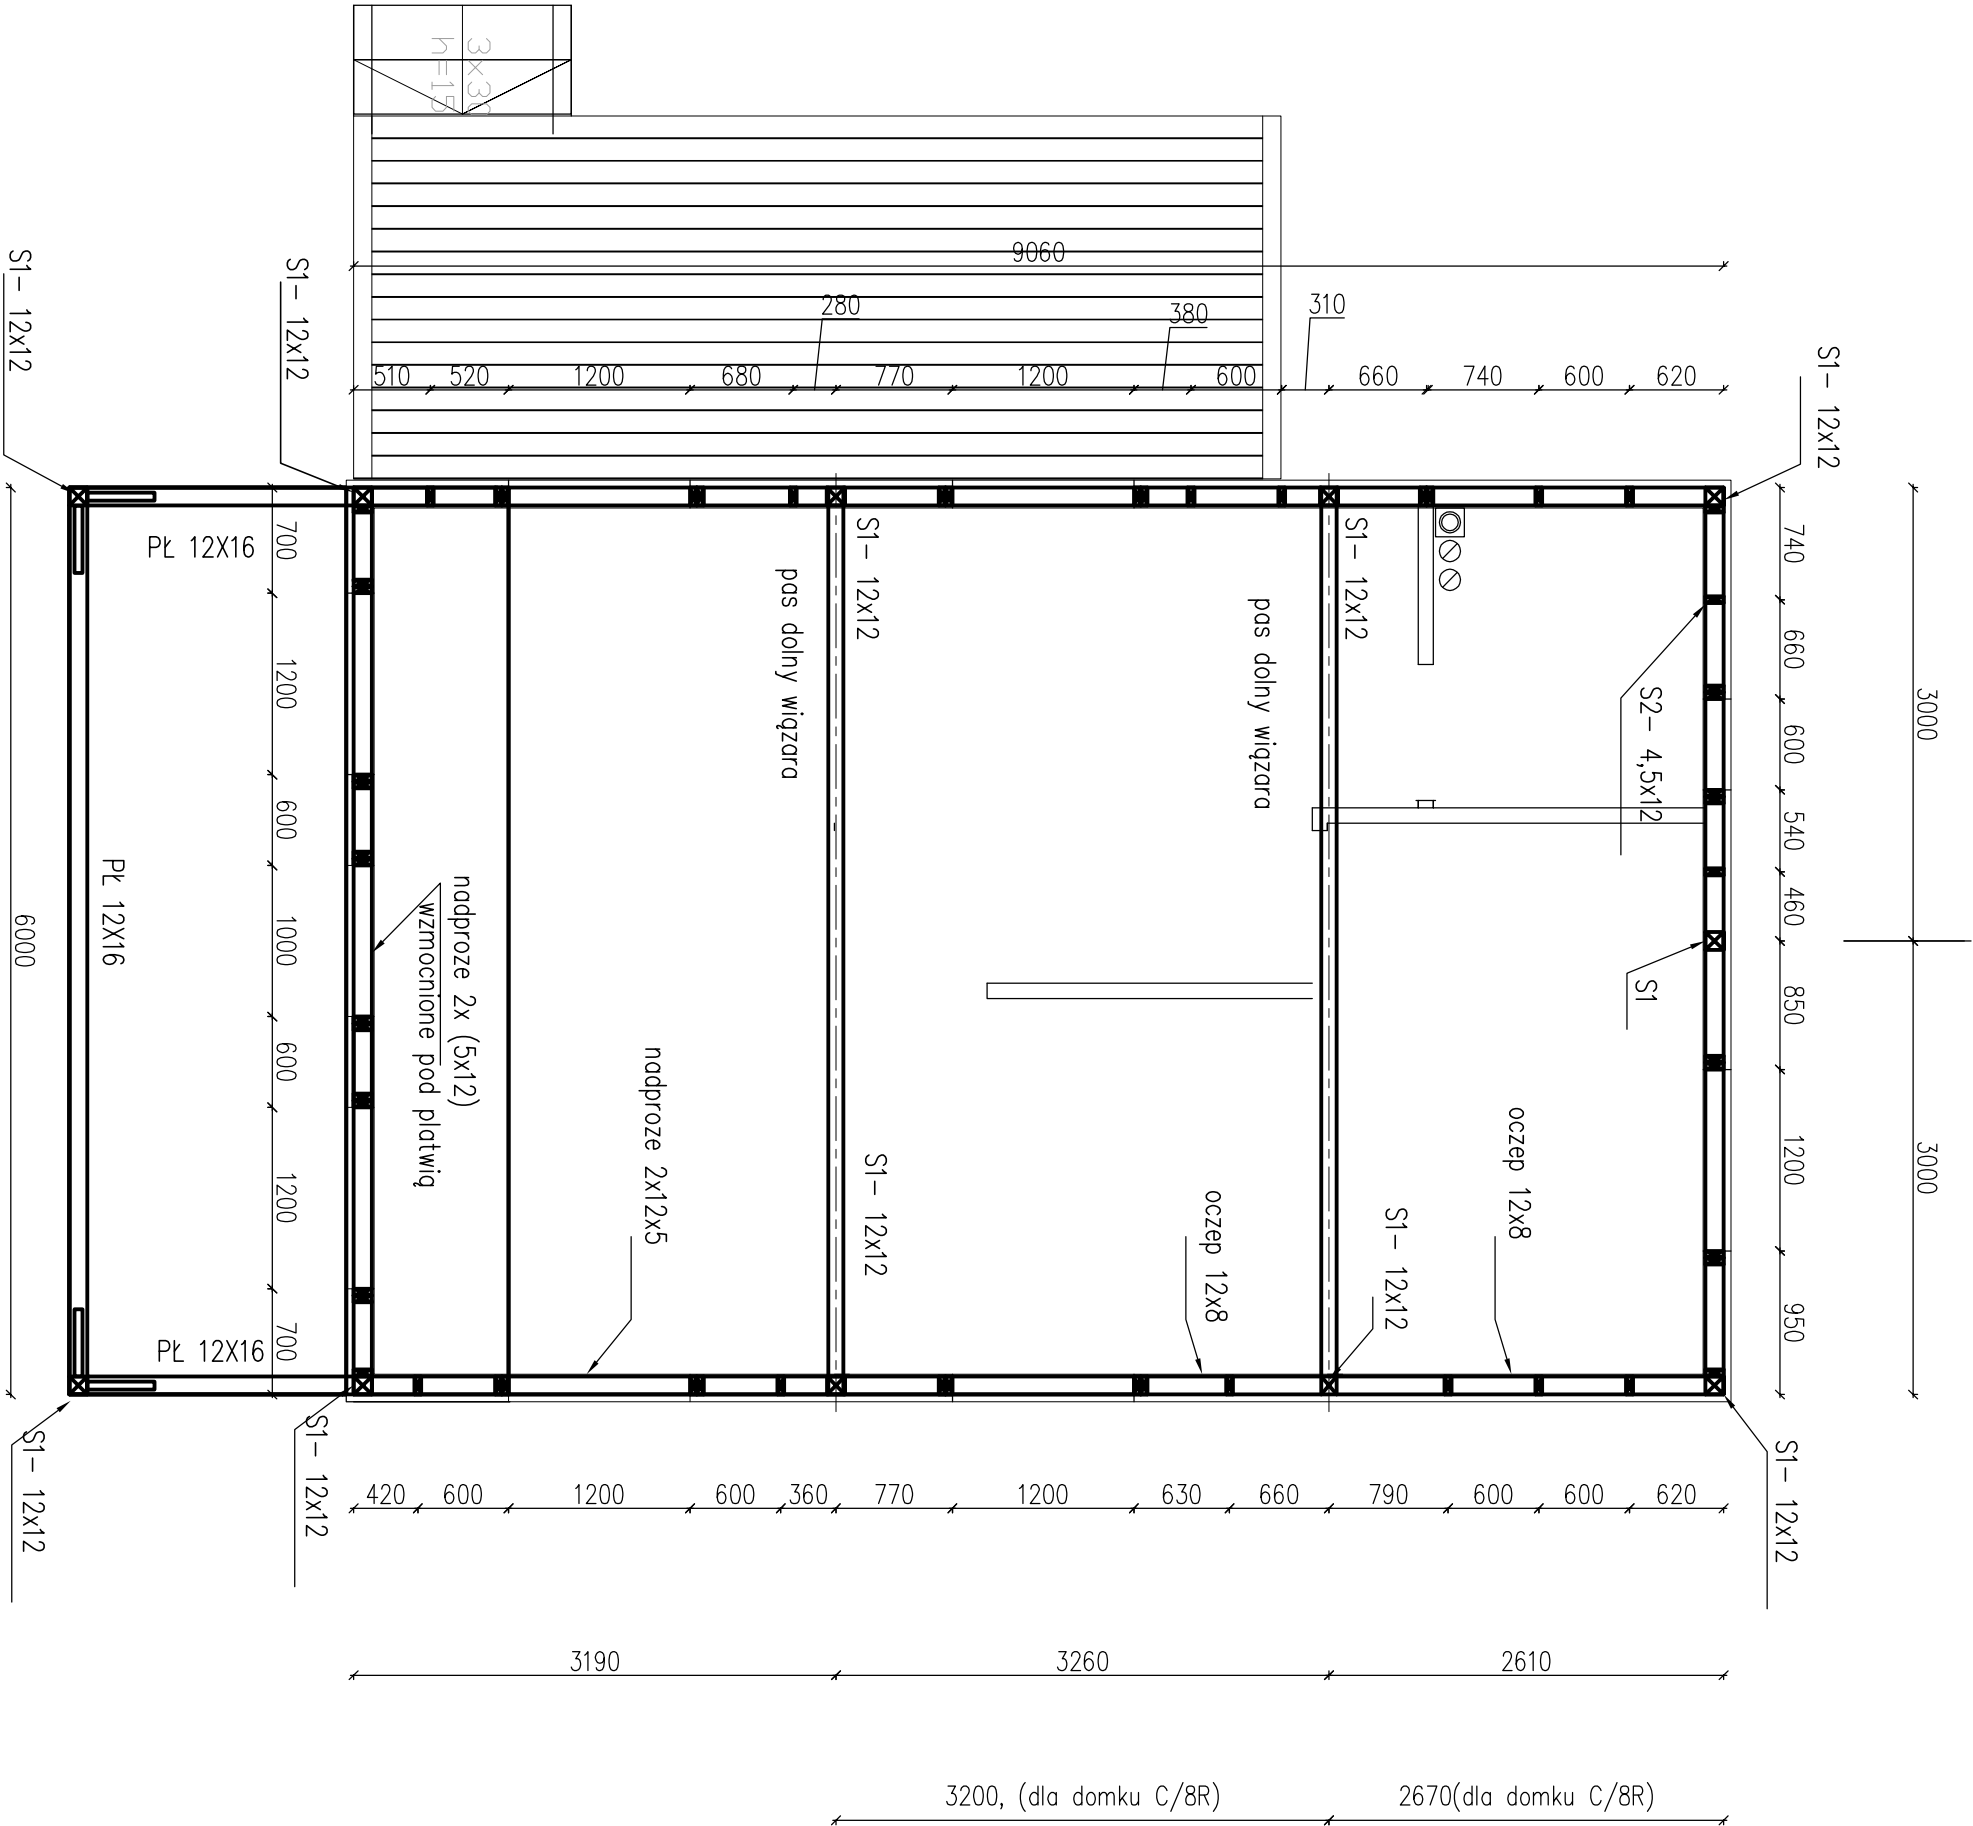 3x30
h=15
9060
280
380
310
510 520 1200 680 770 1200 600 660 740 600 620
S1- 12x12
S1- 12x12
S1- 12x12
PŁ 12X16
700
1200
600
1000
600
1200
700
PŁ 12X16
PŁ 12X16
6000
S1- 12x12
pas dolny wiązara
S1- 12x12
pas dolny wiązara
S2- 4,5x12
S1
740
660
600
540
460
850
1200
950
3000
3000
nadproze 2x (5x12)
wzmocnione pod platwią
nadproze 2x12x5
S1- 12x12
oczep 12x8
S1- 12x12
oczep 12x8
S1- 12x12
S1- 12x12
S1- 12x12
420 600 1200 600 360 770 1200 630 660 790 600 600 620
3190 3260 2610
3200, (dla domku C/8R) 2670(dla domku C/8R)